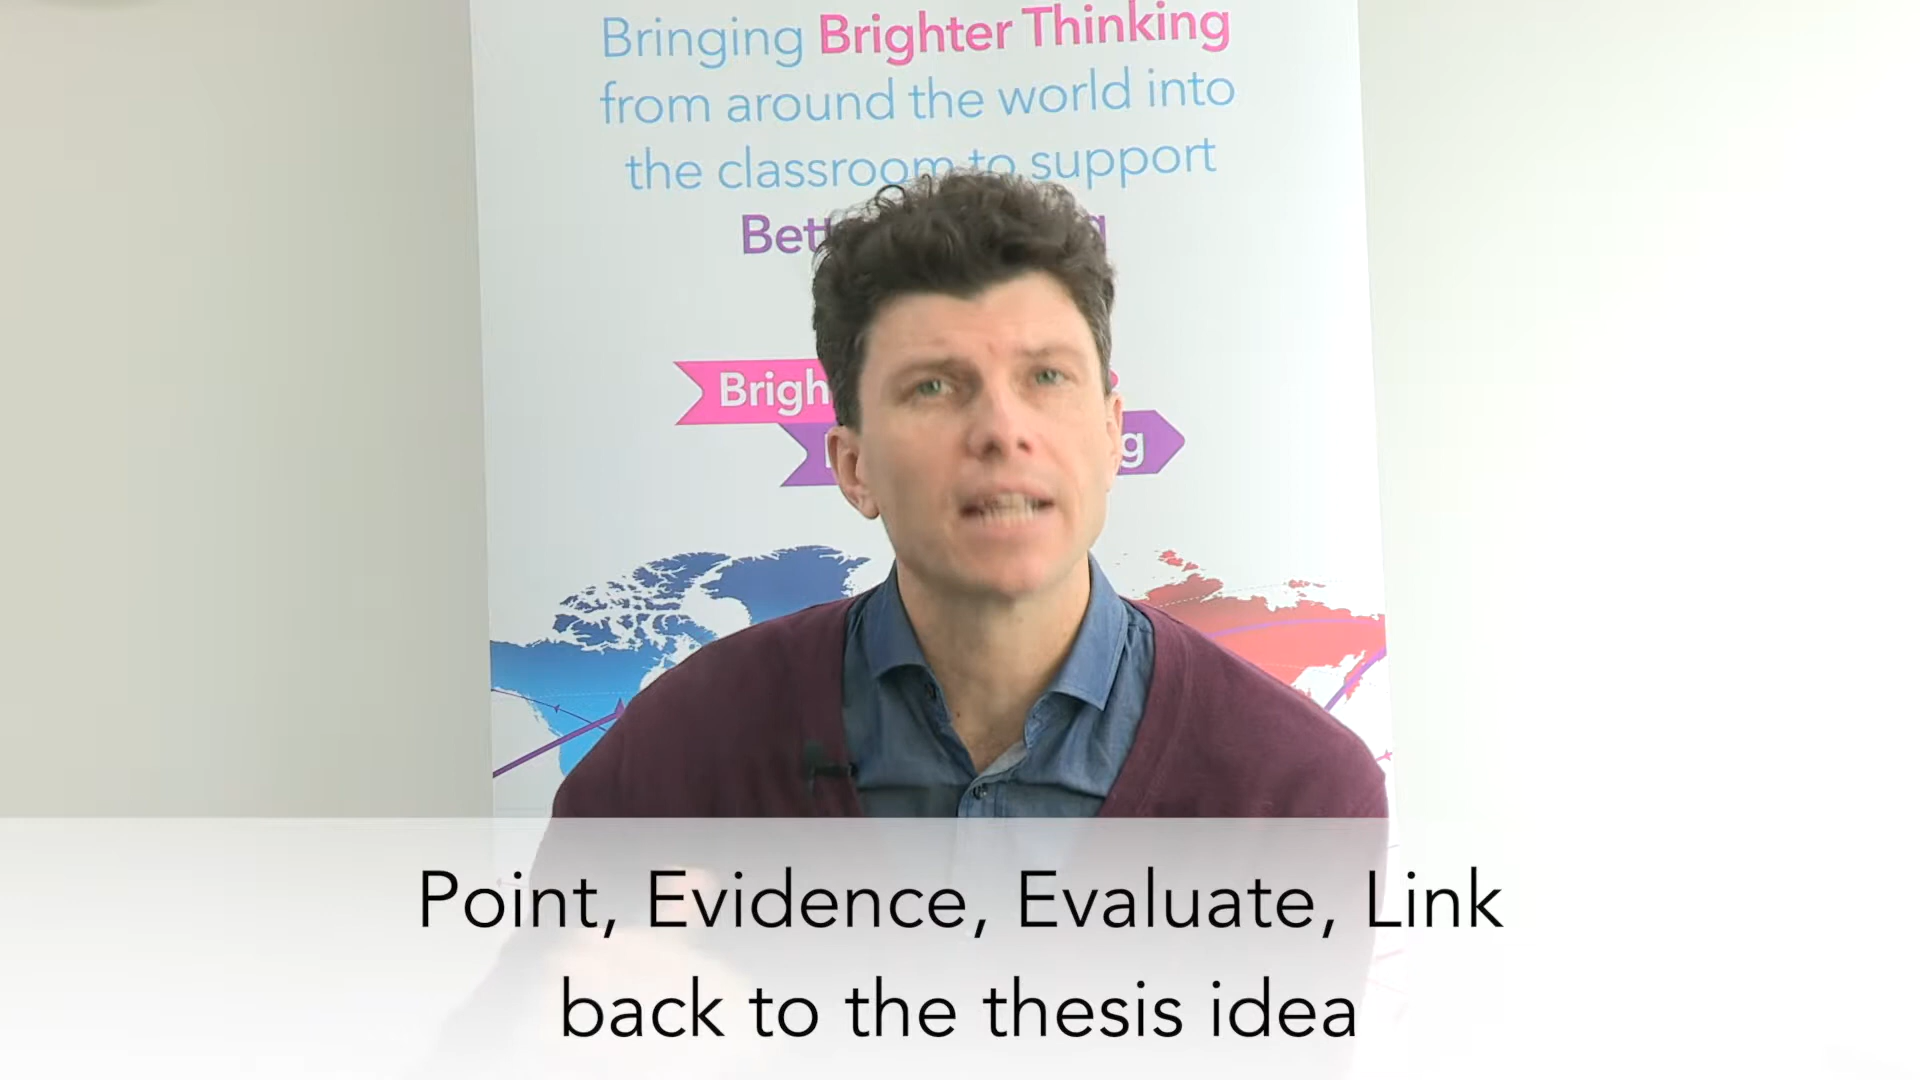 Bringing Brighter Thinking
from around the world into
the classroom to support
Point, Evidence, Evaluate, Link
back to the thesis idea